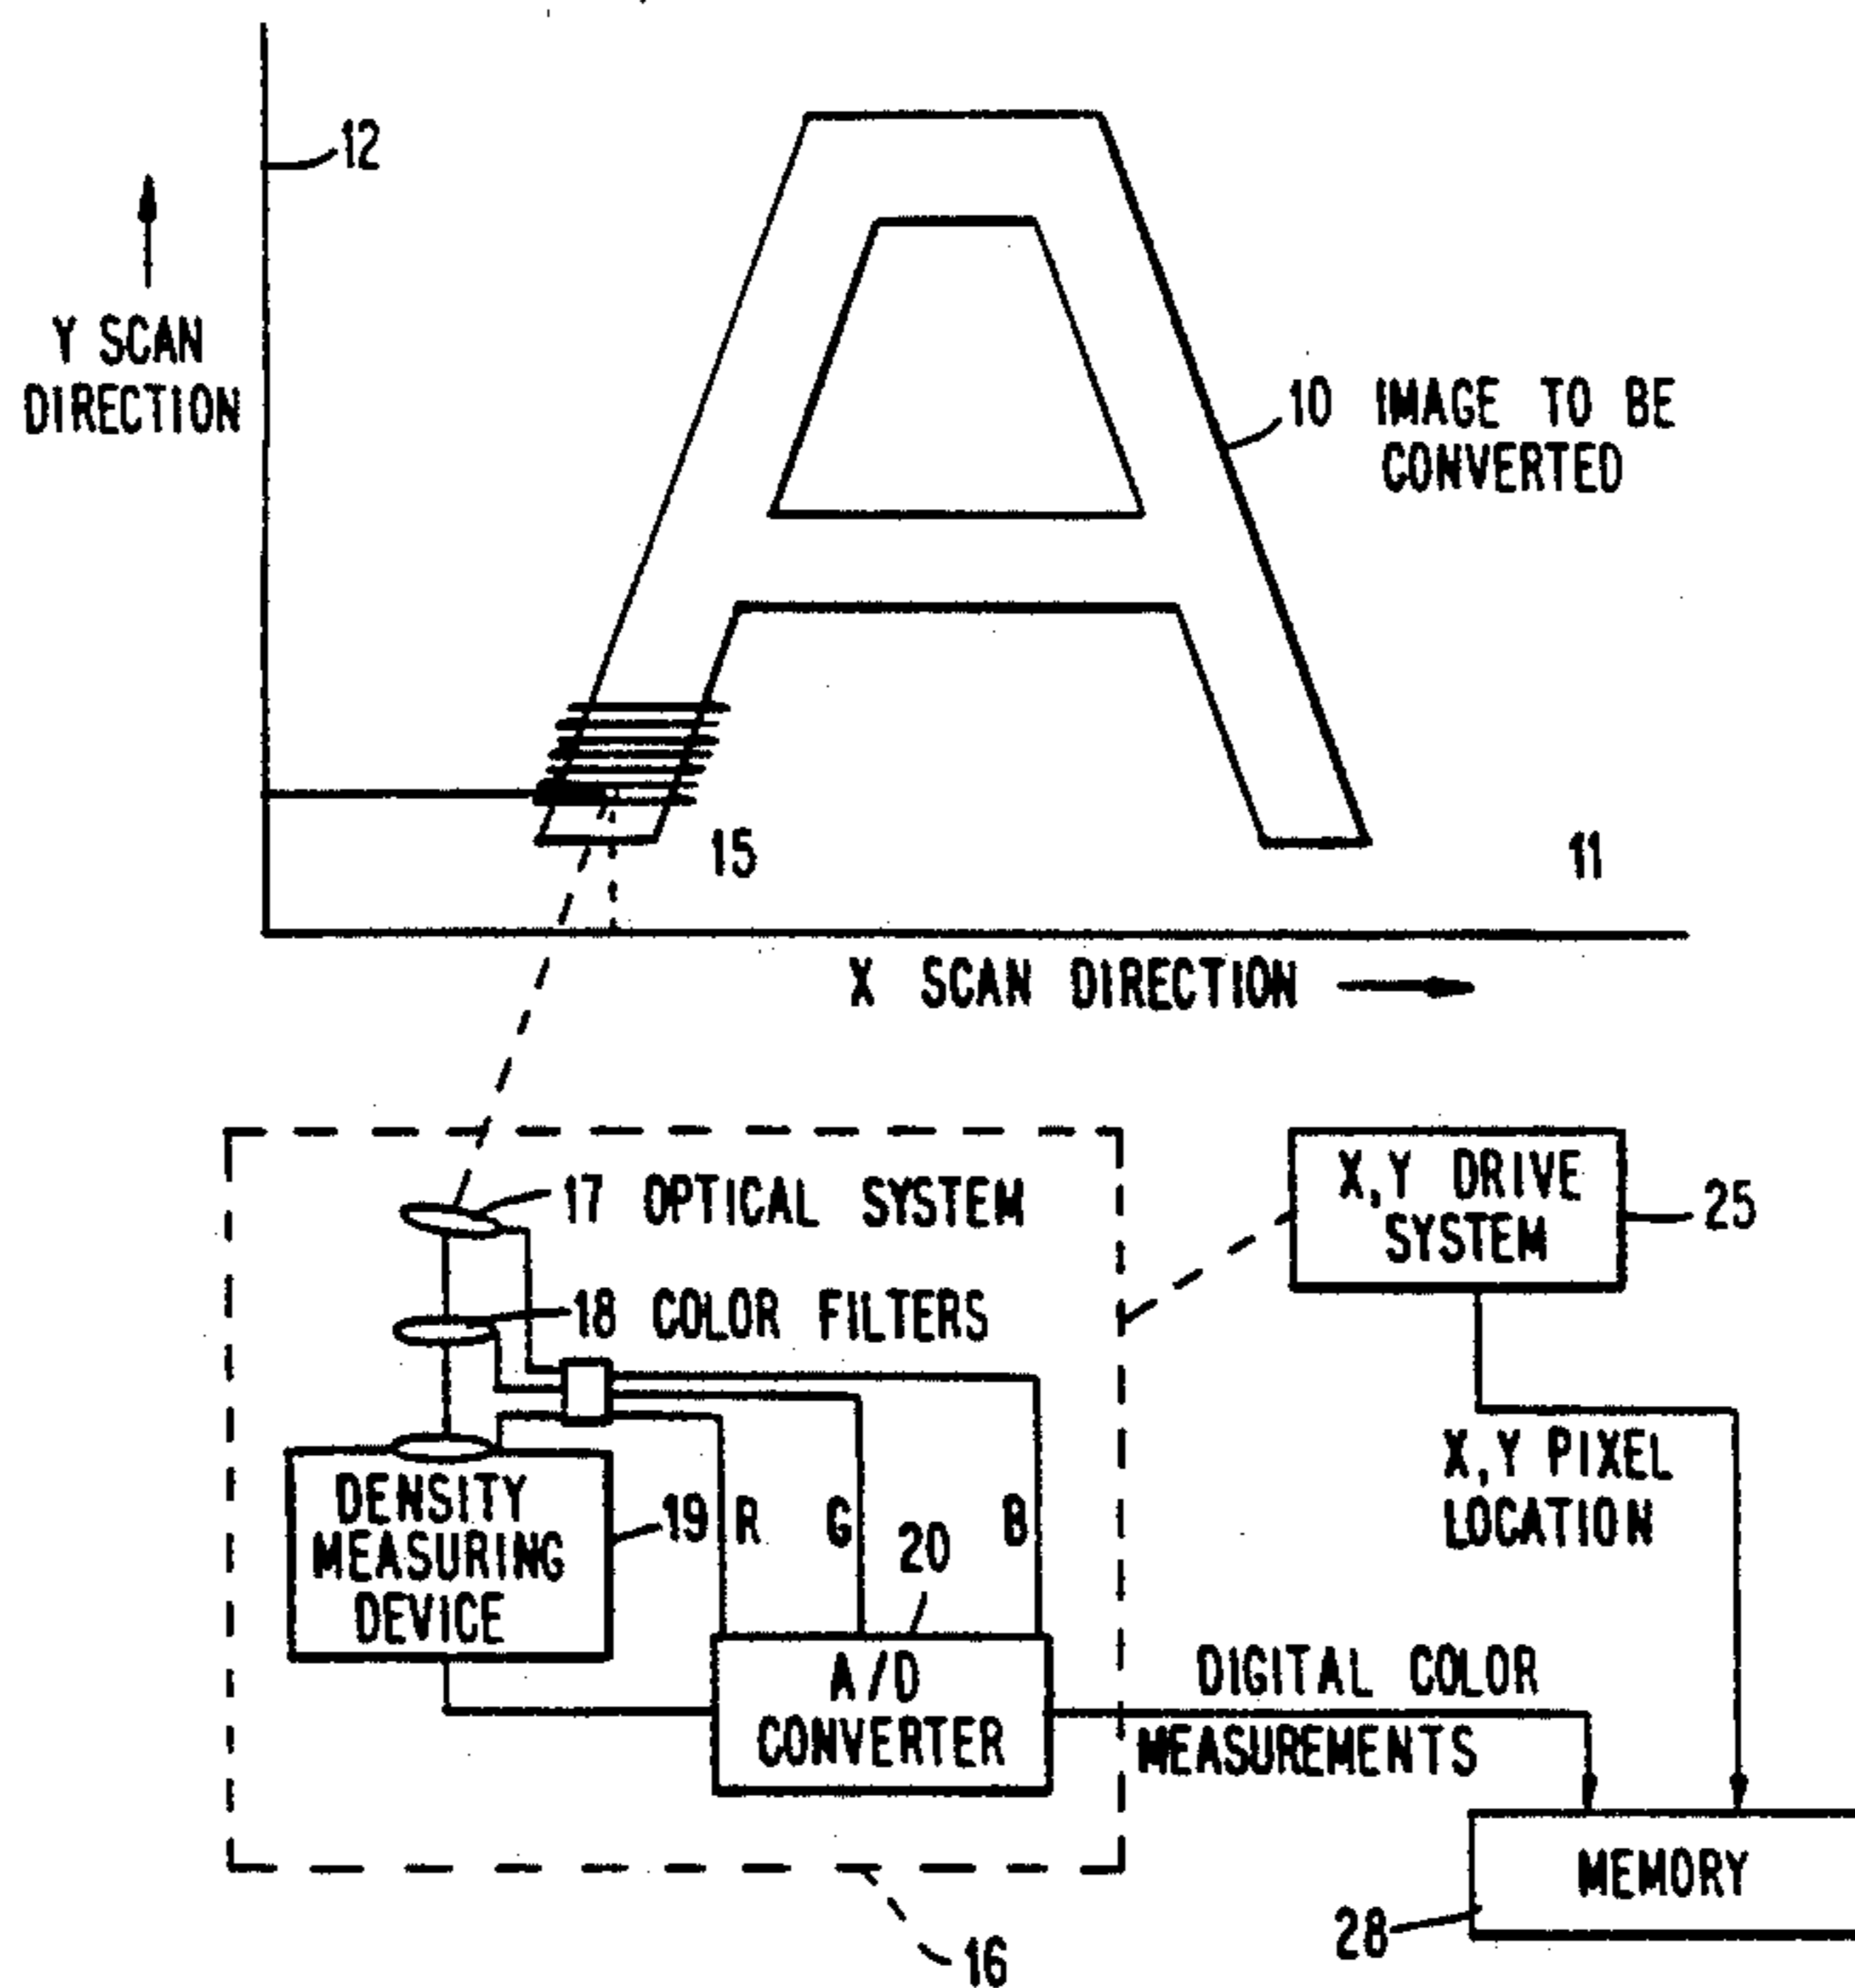 12
Y SCAN
DIRECTION
10 IMAGE TO BE
CONVERTED
15
11
X SCAN DIRECTION
17 OPTICAL SYSTEM
X,Y DRIVE
SYSTEM
25
18 COLOR FILTERS
X,Y PIXEL
LOCATION
DENSITY
MEASURING
DEVICE
19
R
G
B
20
A/D
CONVERTER
DIGITAL COLOR
MEASUREMENTS
MEMORY
28
16